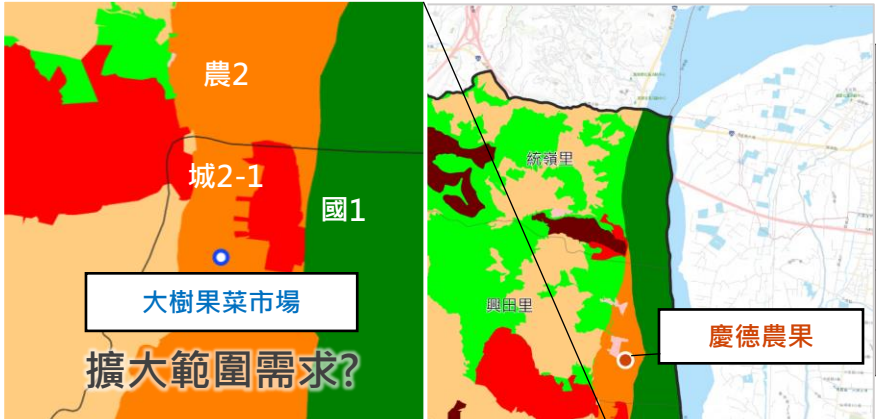 農2
城2-1
國1
大樹果菜市場
擴大範圍需求?
統嶺里
興田里
慶德農果